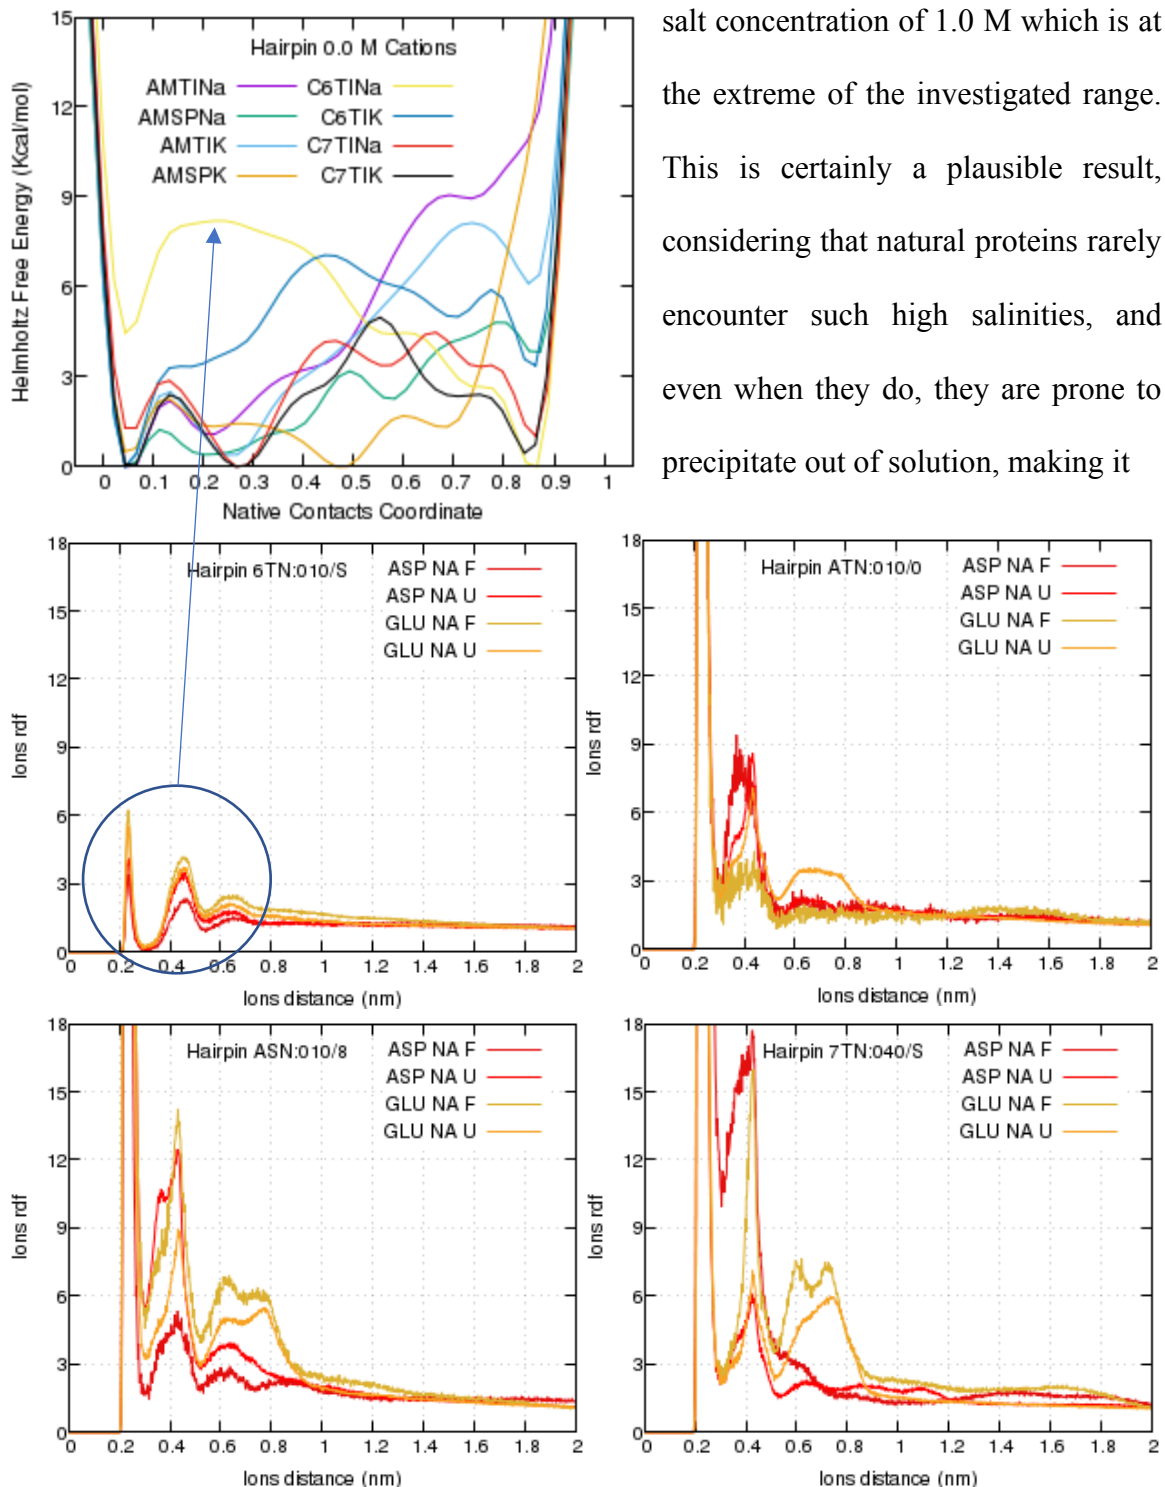 salt concentration of 1.0 M which is at
the extreme of the investigated range.
This is certainly a plausible result,
considering that natural proteins rarely
encounter such high salinities, and
even when they do, they are prone to
precipitate out of solution, making it
Hairpin 0.0 M Cations
AMTINa C6TINa
AMSPNa C6TIK
AMTIK C7TINa
AMSPK C7TIK
Helmholtz Free Energy (Kcal/mol)
15
12
9
6
3
0
0 0.1 0.2 0.3 0.4 0.5 0.6 0.7 0.8 0.9 1
Native Contacts Coordinate
Hairpin 6TN:010/S
ASP NA F
ASP NA U
GLU NA F
GLU NA U
Ions rdf
18
15
12
9
6
3
0
0 0.2 0.4 0.6 0.8 1 1.2 1.4 1.6 1.8 2
Ions distance (nm)
Hairpin ATN:010/0
ASP NA F
ASP NA U
GLU NA F
GLU NA U
Ions rdf
18
15
12
9
6
3
0
0 0.2 0.4 0.6 0.8 1 1.2 1.4 1.6 1.8 2
Ions distance (nm)
Hairpin ASN:010/8
ASP NA F
ASP NA U
GLU NA F
GLU NA U
Ions rdf
18
15
12
9
6
3
0
0 0.2 0.4 0.6 0.8 1 1.2 1.4 1.6 1.8 2
Ions distance (nm)
Hairpin 7TN:040/S
ASP NA F
ASP NA U
GLU NA F
GLU NA U
Ions rdf
18
15
12
9
6
3
0
0 0.2 0.4 0.6 0.8 1 1.2 1.4 1.6 1.8 2
Ions distance (nm)